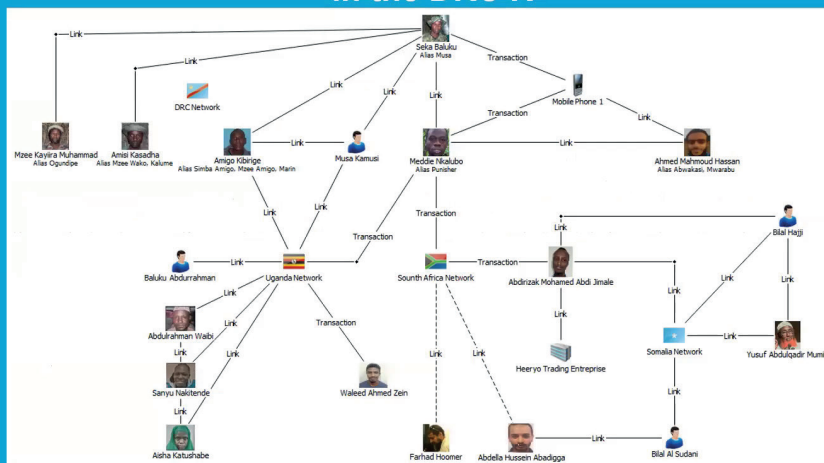 Seka Baluku
Alias Musa
Link
Link
Link
Link
Link
Transaction
Mobile Phone 1
DRC Network
Transaction
Link
Mzee Kayiira Muhammad
Alias Ogundipe
Amisi Kasadha
Alias Mzee Wako, Kalume
Amigo Kibirige
Alias Simba Amigo, Mzee Amigo, Marin
Link
Musa Kamusi
Meddie Nkalubo
Alias Punisher
Link
Ahmed Mahmoud Hassan
Alias Abwakasi, Mwarabu
Link
Link
Transaction
Transaction
Link
Bilal Hajji
Baluku Abdurrahman
Link
Uganda Network
Sounth Africa Network
Transaction
Abdirizak Mohamed Abdi Jimale
Link
Link
Link
Link
Abdulrahman Waibi
Link
Link
Link
Transaction
Link
Heeryo Trading Entreprise
Somalia Network
Link
Yusuf Abdulqadir Mumi
Sanyu Nakitende
Link
Waleed Ahmed Zein
Link
Link
Link
Aisha Katushabe
Farhad Hoomer
Abdella Hussein Abadigga
Link
Bilal Al Sudani